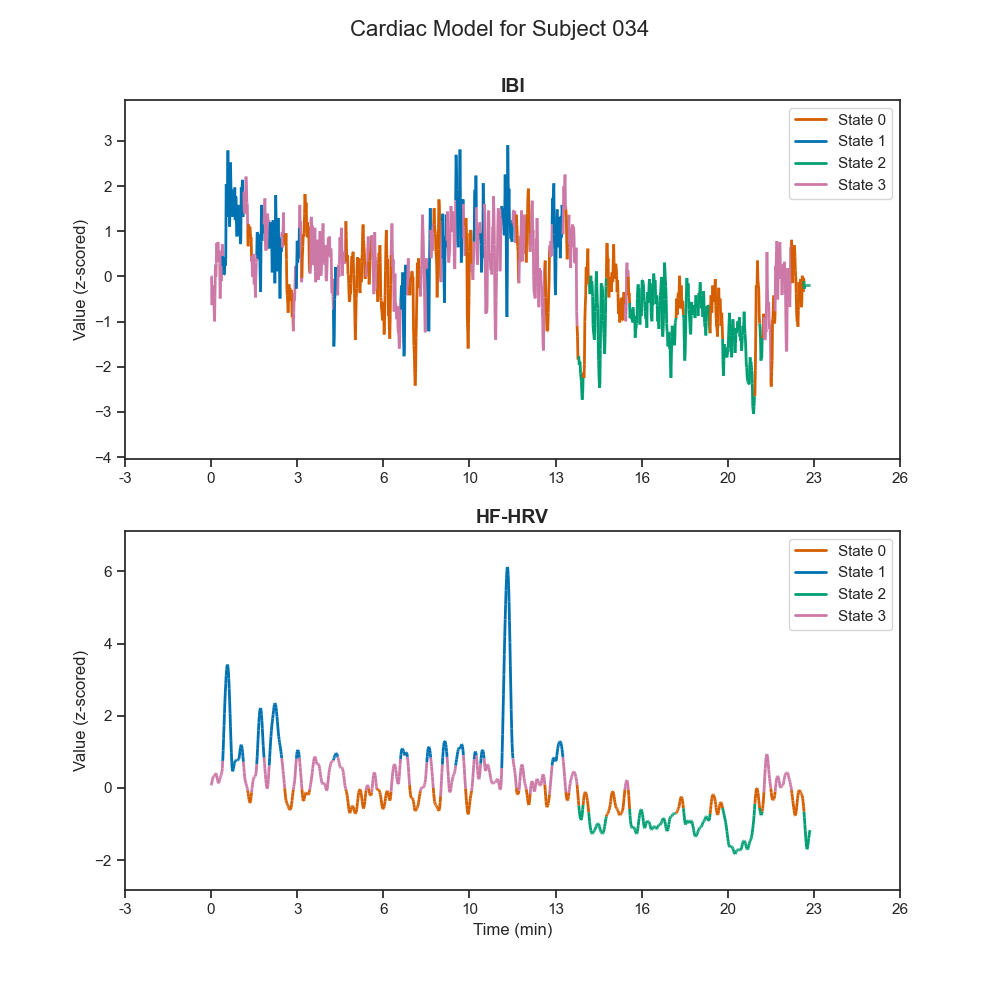 Cardiac Model for Subject 034
IBI
State 0
State 1
State 2
State 3
Value (z-scored)
3
2
1
0
−1
−2
−3
−4
-3 0 3 6 10 13 16 20 23 26
HF-HRV
State 0
State 1
State 2
State 3
Value (z-scored)
6
4
2
0
−2
-3 0 3 6 10 13 16 20 23 26
Time (min)